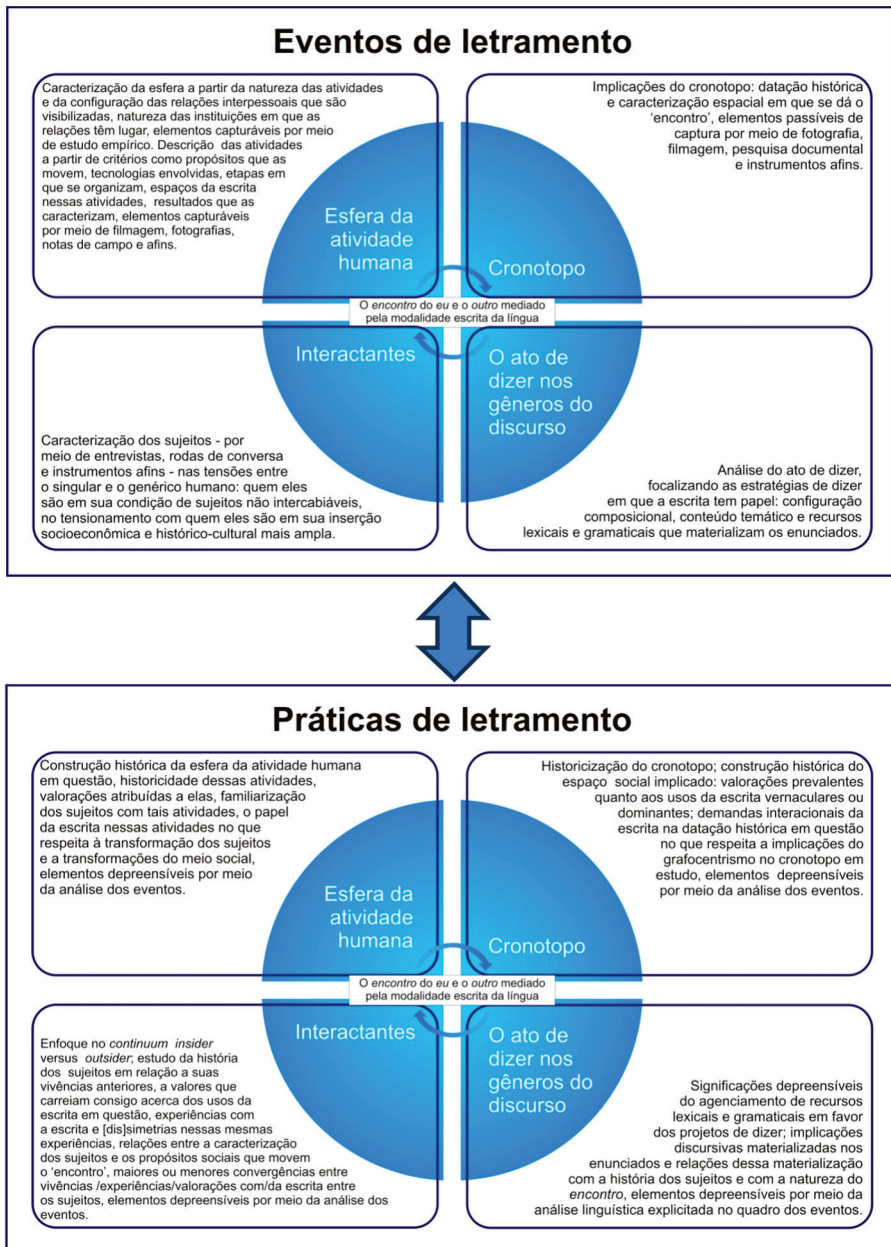 Eventos de letramento
Caracterização da esfera a partir da natureza das atividades
e da configuração das relações interpessoais que são
visibilizadas, natureza das instituições em que as
relações têm lugar, elementos capturáveis por meio
de estudo empírico. Descrição das atividades
a partir de critérios como propósitos que as
movem, tecnologias envolvidas, etapas em
que se organizam, espaços da escrita
nessas atividades, resultados que as
caracterizam, elementos capturáveis
por meio de filmagem, fotografias,
notas de campo e afins.
Esfera da
atividade
humana
Implicações do cronotopo: datação histórica
e caracterização espacial em que se dá o
‘encontro’, elementos passíveis de
captura por meio de fotografia,
filmagem, pesquisa documental
e instrumentos afins.
Cronotopo
O encontro do eu e o outro mediado
pela modalidade escrita da língua
Interactantes
Caracterização dos sujeitos - por
meio de entrevistas, rodas de conversa
e instrumentos afins - nas tensões entre
o singular e o genérico humano: quem eles
são em sua condição de sujeitos não intercabiáveis,
no tensionamento com quem eles são em sua inserção
socioeconômica e histórico-cultural mais ampla.
O ato de
dizer nos
gêneros do
discurso
Análise do ato de dizer,
focalizando as estratégias de dizer
em que a escrita tem papel: configuração
composicional, conteúdo temático e recursos
lexicais e gramaticais que materializam os enunciados.
Práticas de letramento
Construção histórica da esfera da atividade humana
em questão, historicidade dessas atividades,
valorações atribuídas a elas, familiarização
dos sujeitos com tais atividades, o papel
da escrita nessas atividades no que
respeita à transformação dos sujeitos
e a transformações do meio social,
elementos depreensíveis por meio
da análise dos eventos.
Esfera da
atividade
humana
Historicização do cronotopo; construção histórica do
espaço social implicado: valorações prevalentes
quanto aos usos da escrita vernaculares ou
dominantes; demandas interacionais da
escrita na datação histórica em questão
no que respeita a implicações do
grafocentrismo no cronotopo em
estudo, elementos depreensíveis
por meio da análise dos eventos.
Cronotopo
O encontro do eu e o outro mediado
pela modalidade escrita da língua
Interactantes
Enfoque no continuum insider
versus outsider; estudo da história
dos sujeitos em relação a suas
vivências anteriores, a valores que
carreiam consigo acerca dos usos da
escrita em questão, experiências com
a escrita e [dis]simetrias nessas mesmas
experiências, relações entre a caracterização
dos sujeitos e os propósitos sociais que movem
o ‘encontro’, maiores ou menores convergências entre
vivências /experiências/valorações com/da escrita entre
os sujeitos, elementos depreensíveis por meio da análise dos
eventos.
O ato de
dizer nos
gêneros do
discurso
Significações depreensíveis
do agenciamento de recursos
lexicais e gramaticais em favor
dos projetos de dizer; implicações
discursivas materializadas nos
enunciados e relações dessa materialização
com a história dos sujeitos e com a natureza do
encontro, elementos depreensíveis por meio da
análise linguística explicitada no quadro dos eventos.